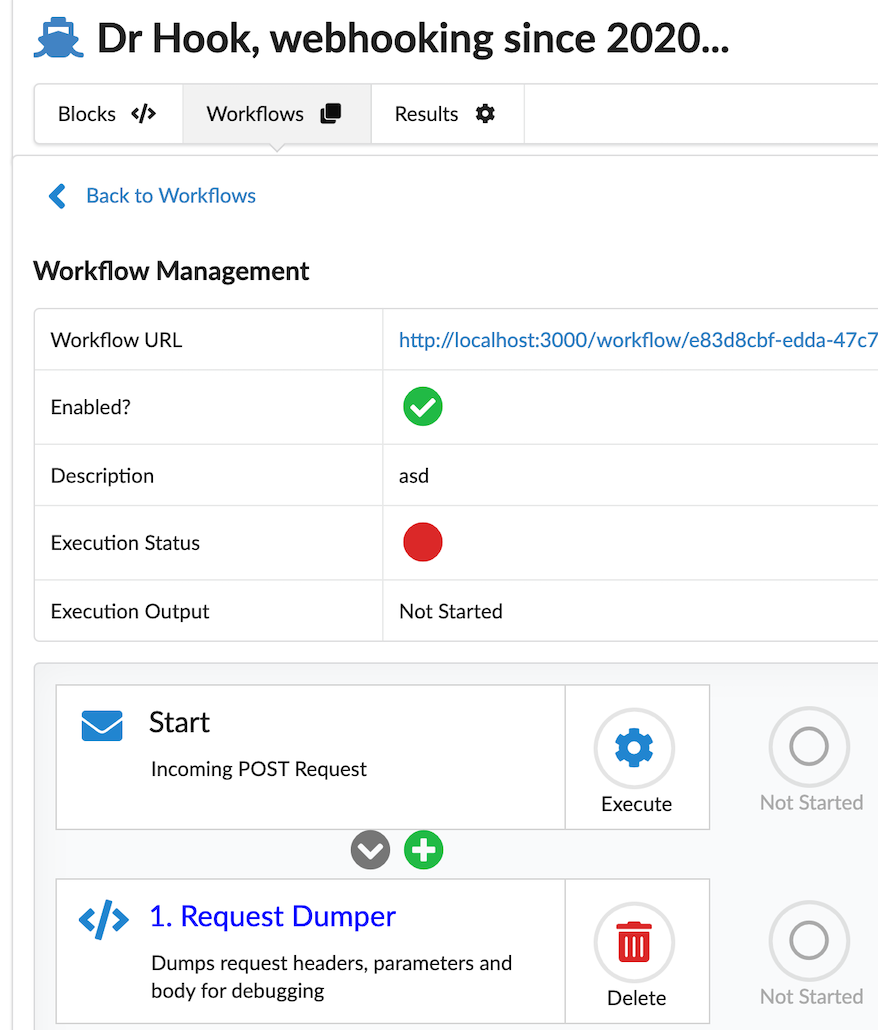 Dr Hook, webhooking since 2020...
Blocks
Workflows
Results
Back to Workflows
Workflow Management
Workflow URL
http://localhost:3000/workflow/e83d8cbf-edda-47c7
Enabled?
Description
asd
Execution Status
Execution Output
Not Started
Start
Incoming POST Request
Execute
Not Started
1. Request Dumper
Dumps request headers, parameters and
body for debugging
Delete
Not Started